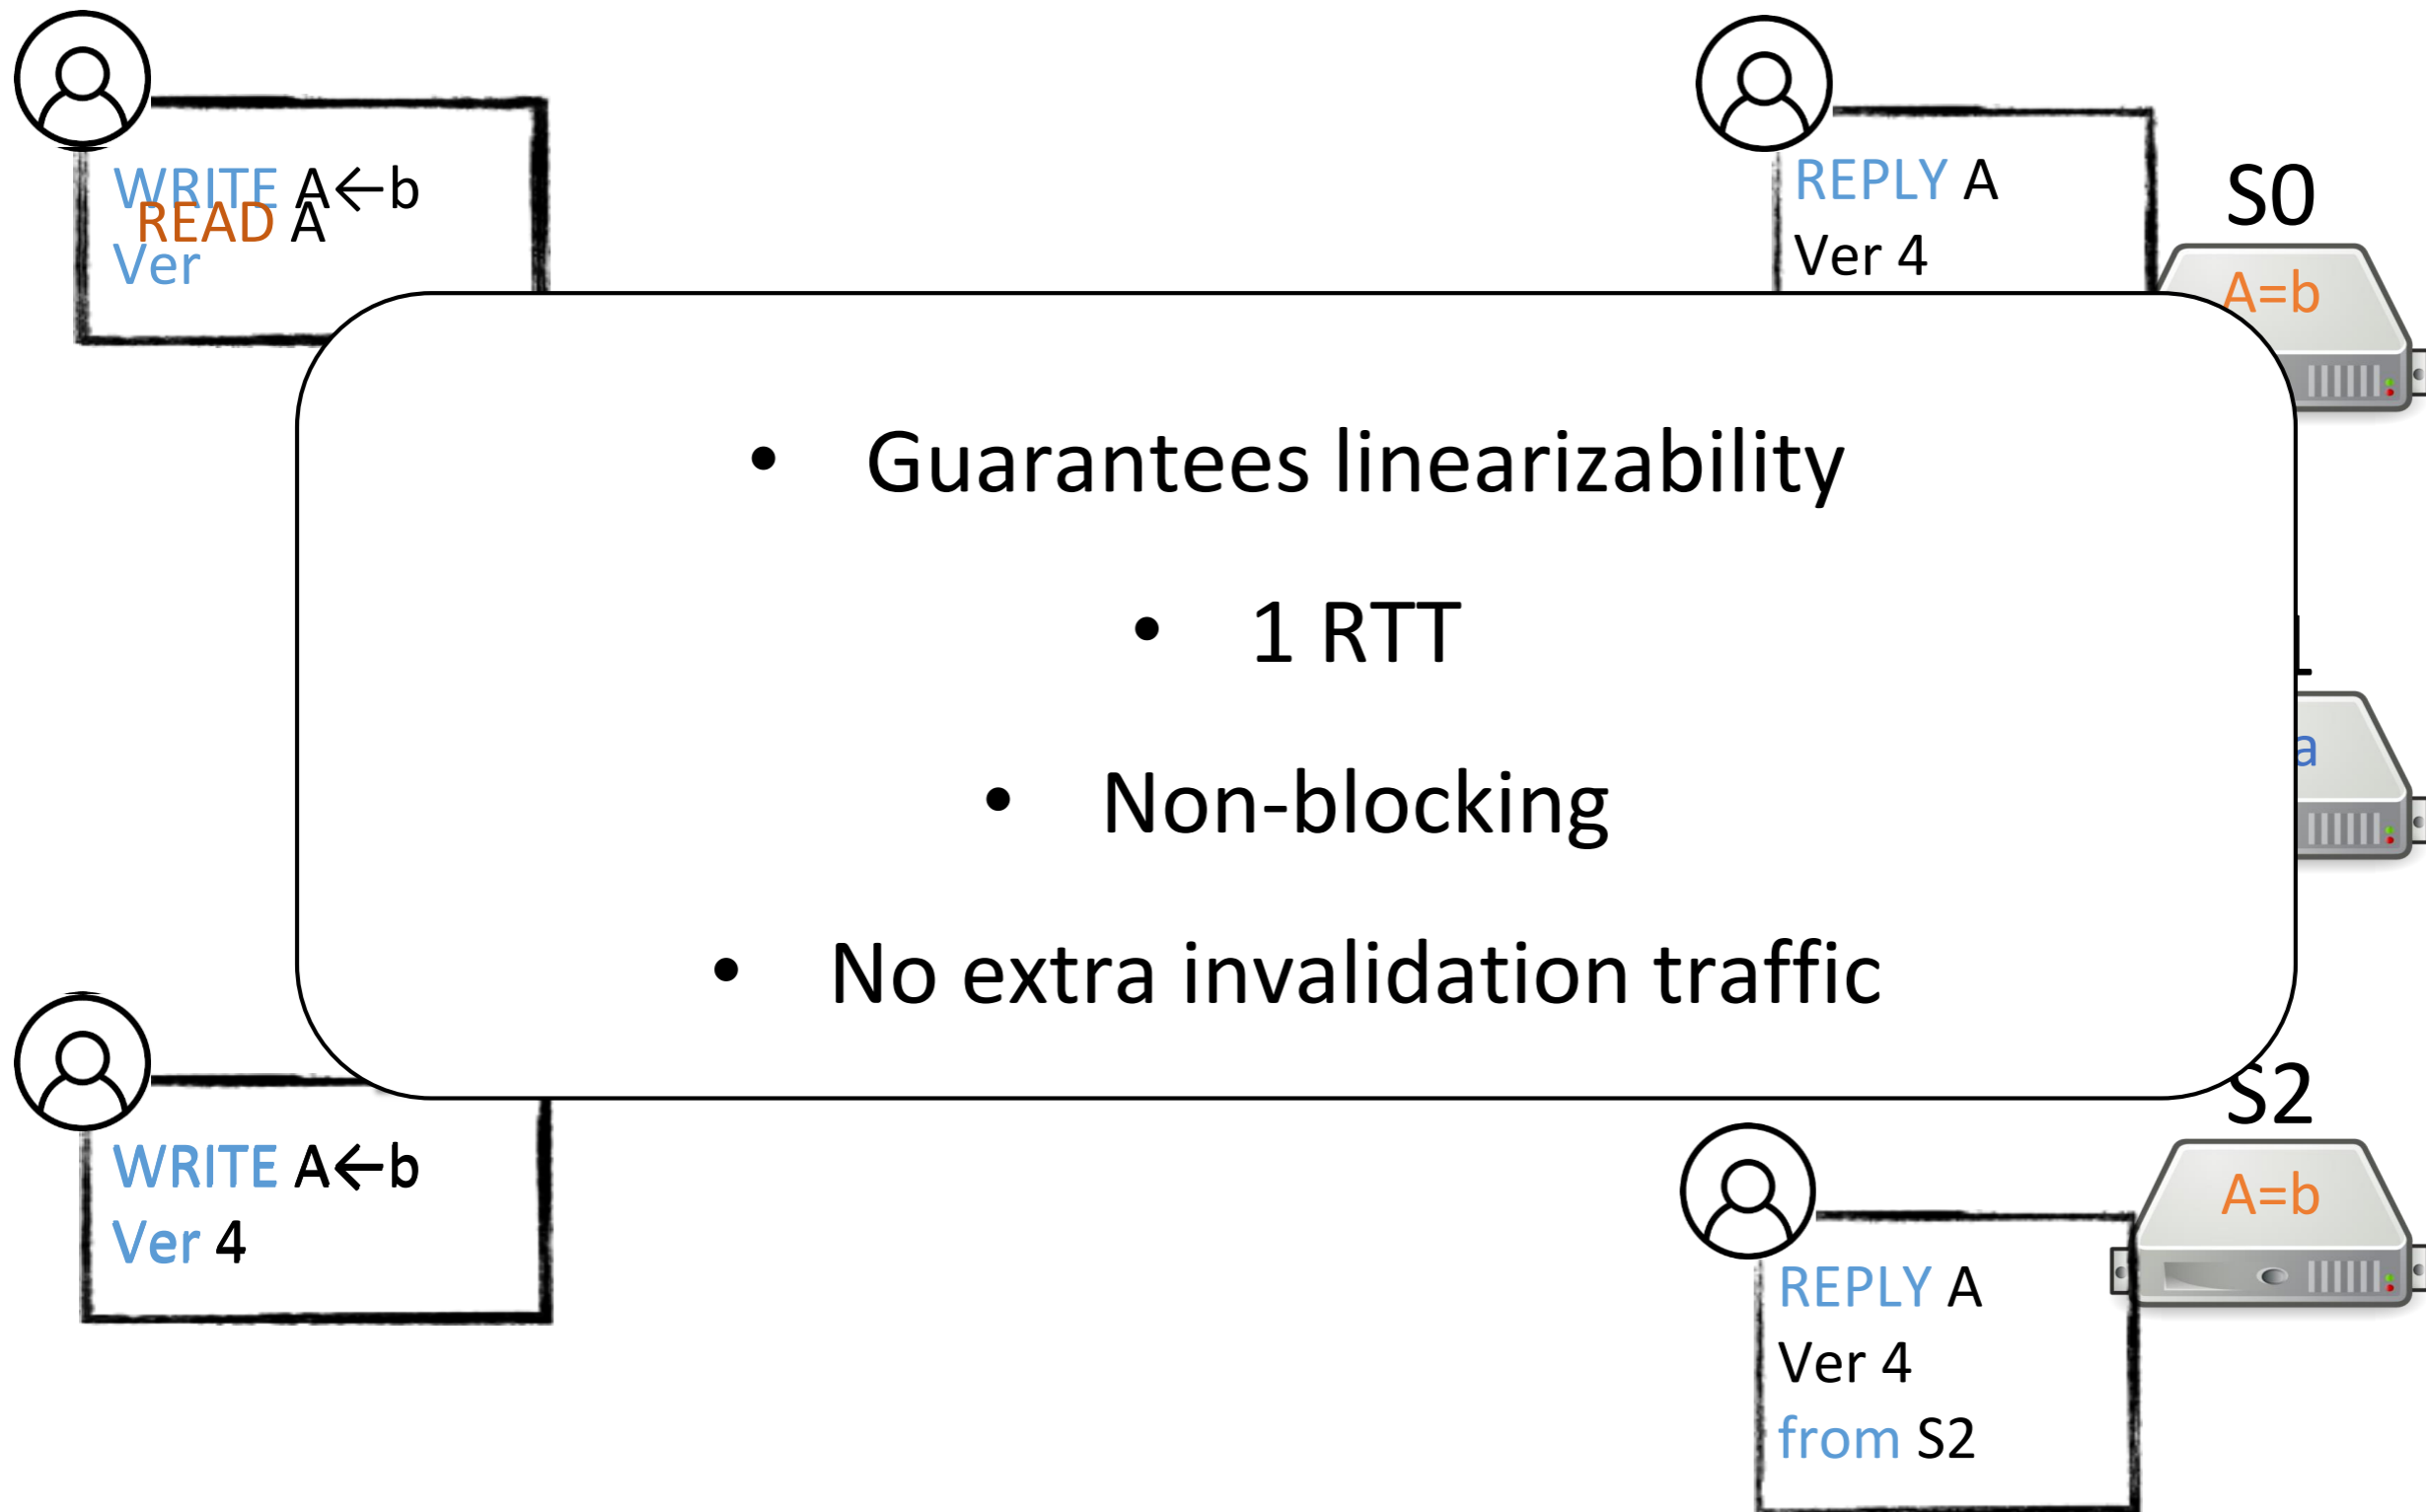 WRITE A←b
READ A
Ver
REPLY A
Ver 4
S0
A=b
• Guarantees linearizability
• 1 RTT
• Non-blocking
• No extra invalidation traffic
a
S2
A=b
WRITE A←b
Ver 4
REPLY A
Ver 4
from S2